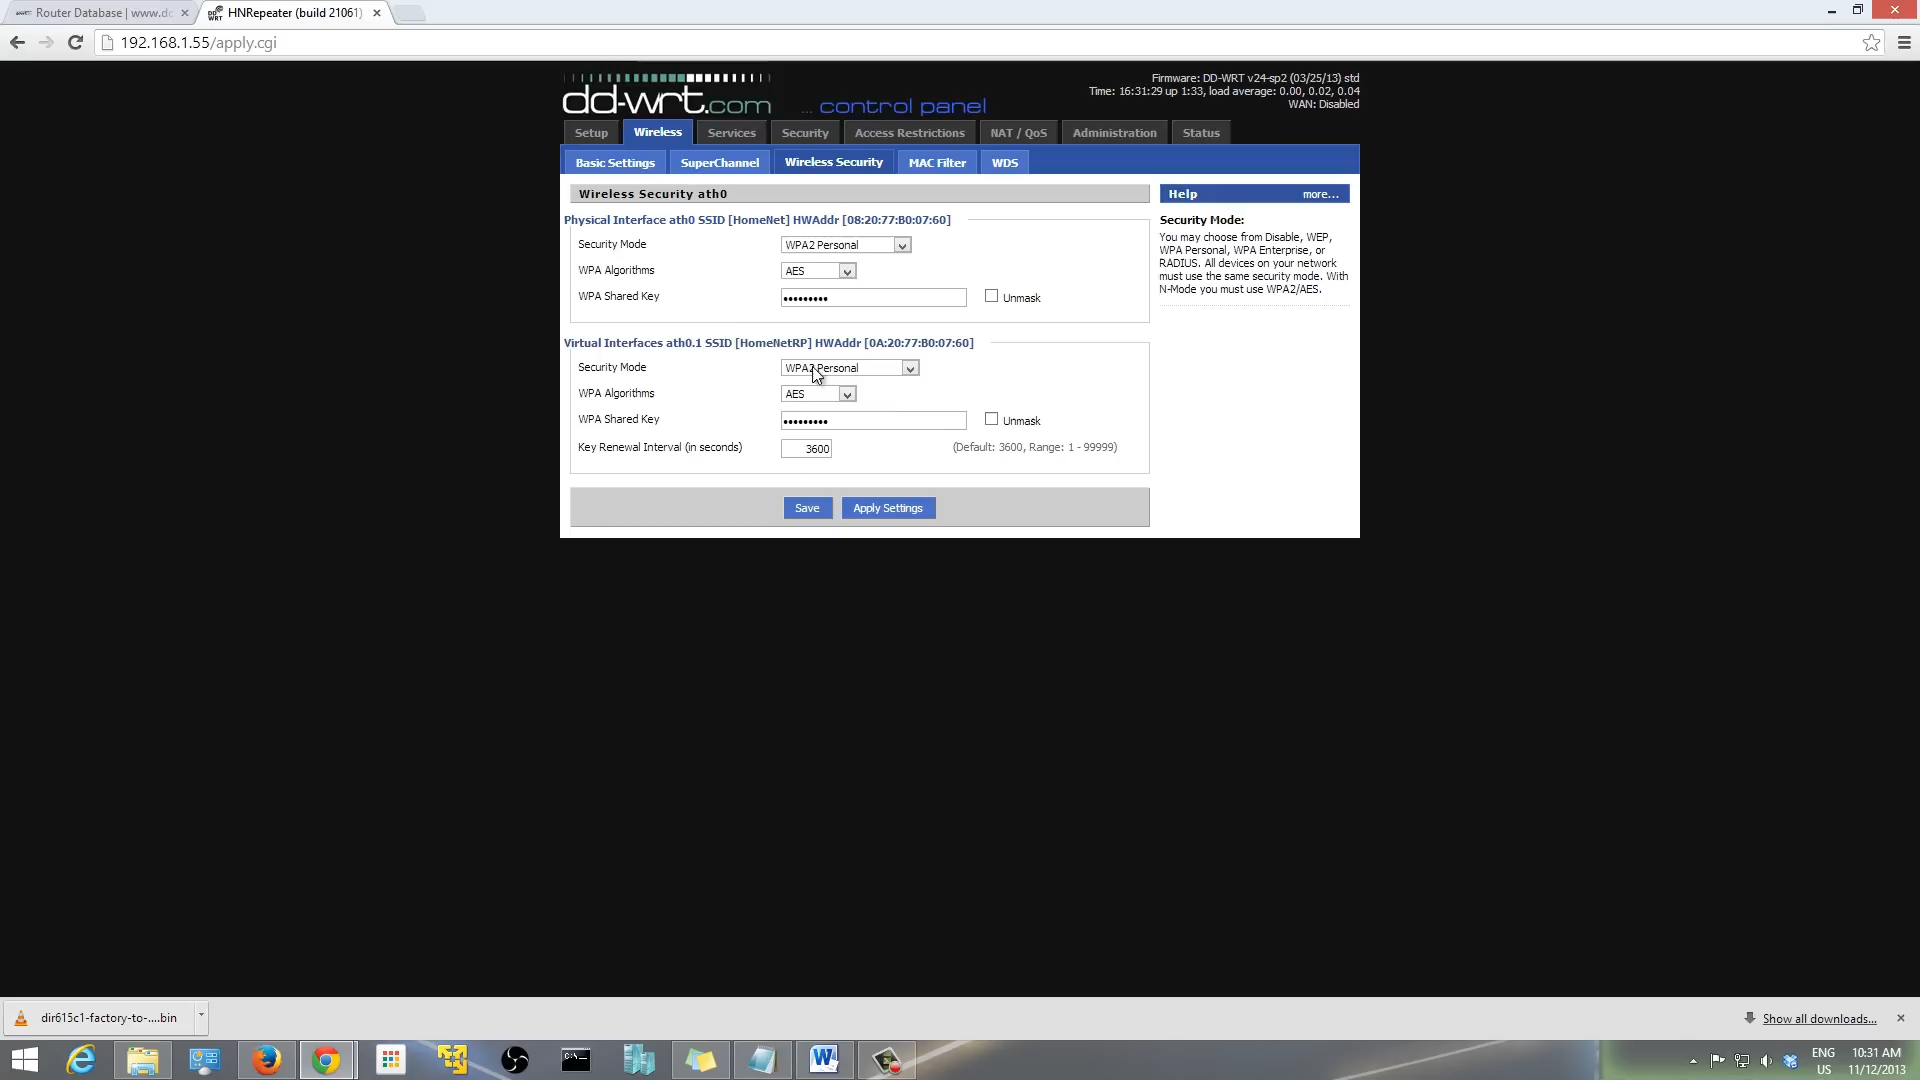 Router Database | www.dc
HNRepeater (build 21061)
192.168.1.55/apply.cgi
dd-wrt.com
... control panel
Firmware: DD-WRT v24-sp2 (03/25/13) std
Time: 16:31:29 up 1:33, load average: 0.00, 0.02, 0.04
WAN: Disabled
Setup
Wireless
Services
Security
Access Restrictions
NAT / QoS
Administration
Status
Basic Settings
SuperChannel
Wireless Security
MAC Filter
WDS
Wireless Security ath0
Physical Interface ath0 SSID [HomeNet] HWAddr [08:20:77:B0:07:60]
Security Mode
WPA2 Personal
WPA Algorithms
AES
WPA Shared Key
•••••••••
Unmask
Virtual Interfaces ath0.1 SSID [HomeNetRP] HWAddr [0A:20:77:B0:07:60]
Security Mode
WPA2 Personal
WPA Algorithms
AES
WPA Shared Key
•••••••••
Unmask
Key Renewal Interval (in seconds)
3600
(Default: 3600, Range: 1 - 99999)
Save
Apply Settings
Help
more...
Security Mode:
You may choose from Disable, WEP,
WPA Personal, WPA Enterprise, or
RADIUS. All devices on your network
must use the same security mode. With
N-Mode you must use WPA2/AES.
dir615c1-factory-to-....bin
Show all downloads...
ENG
US
10:31 AM
11/12/2013